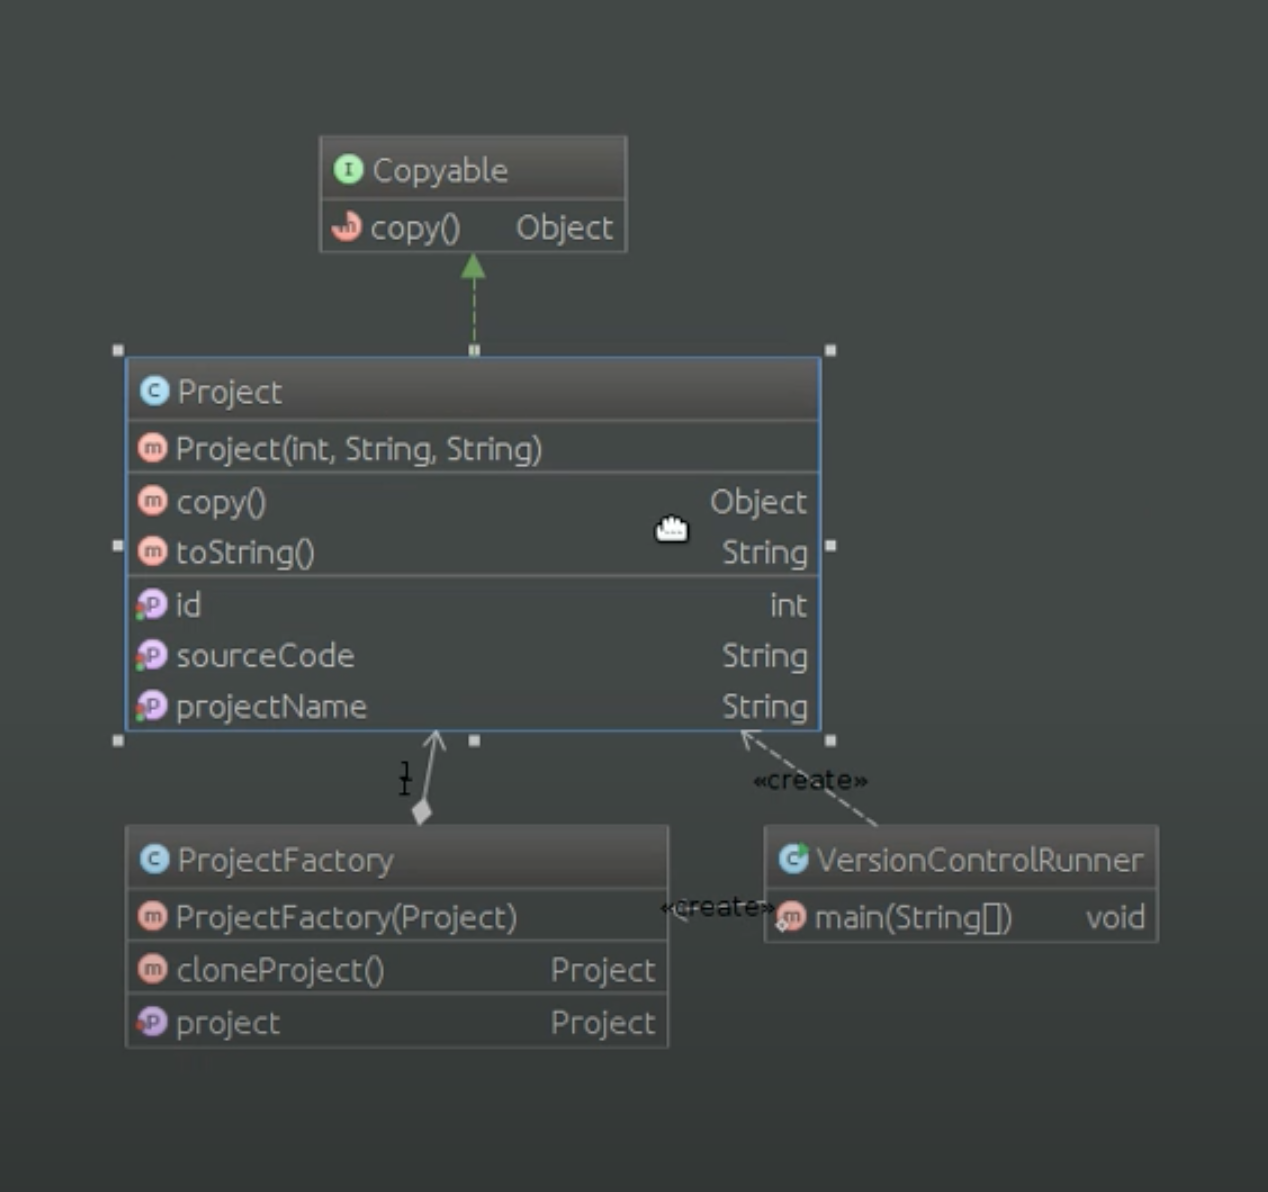 I Copyable
m copy() Object
C Project
m Project(int, String, String)
m copy() Object
m toString() String
P id int
P sourceCode String
P projectName String
1
1
«create»
C ProjectFactory
C VersionControlRunner
m ProjectFactory(Project)
«create»
m main(String[]) void
m cloneProject() Project
P project Project